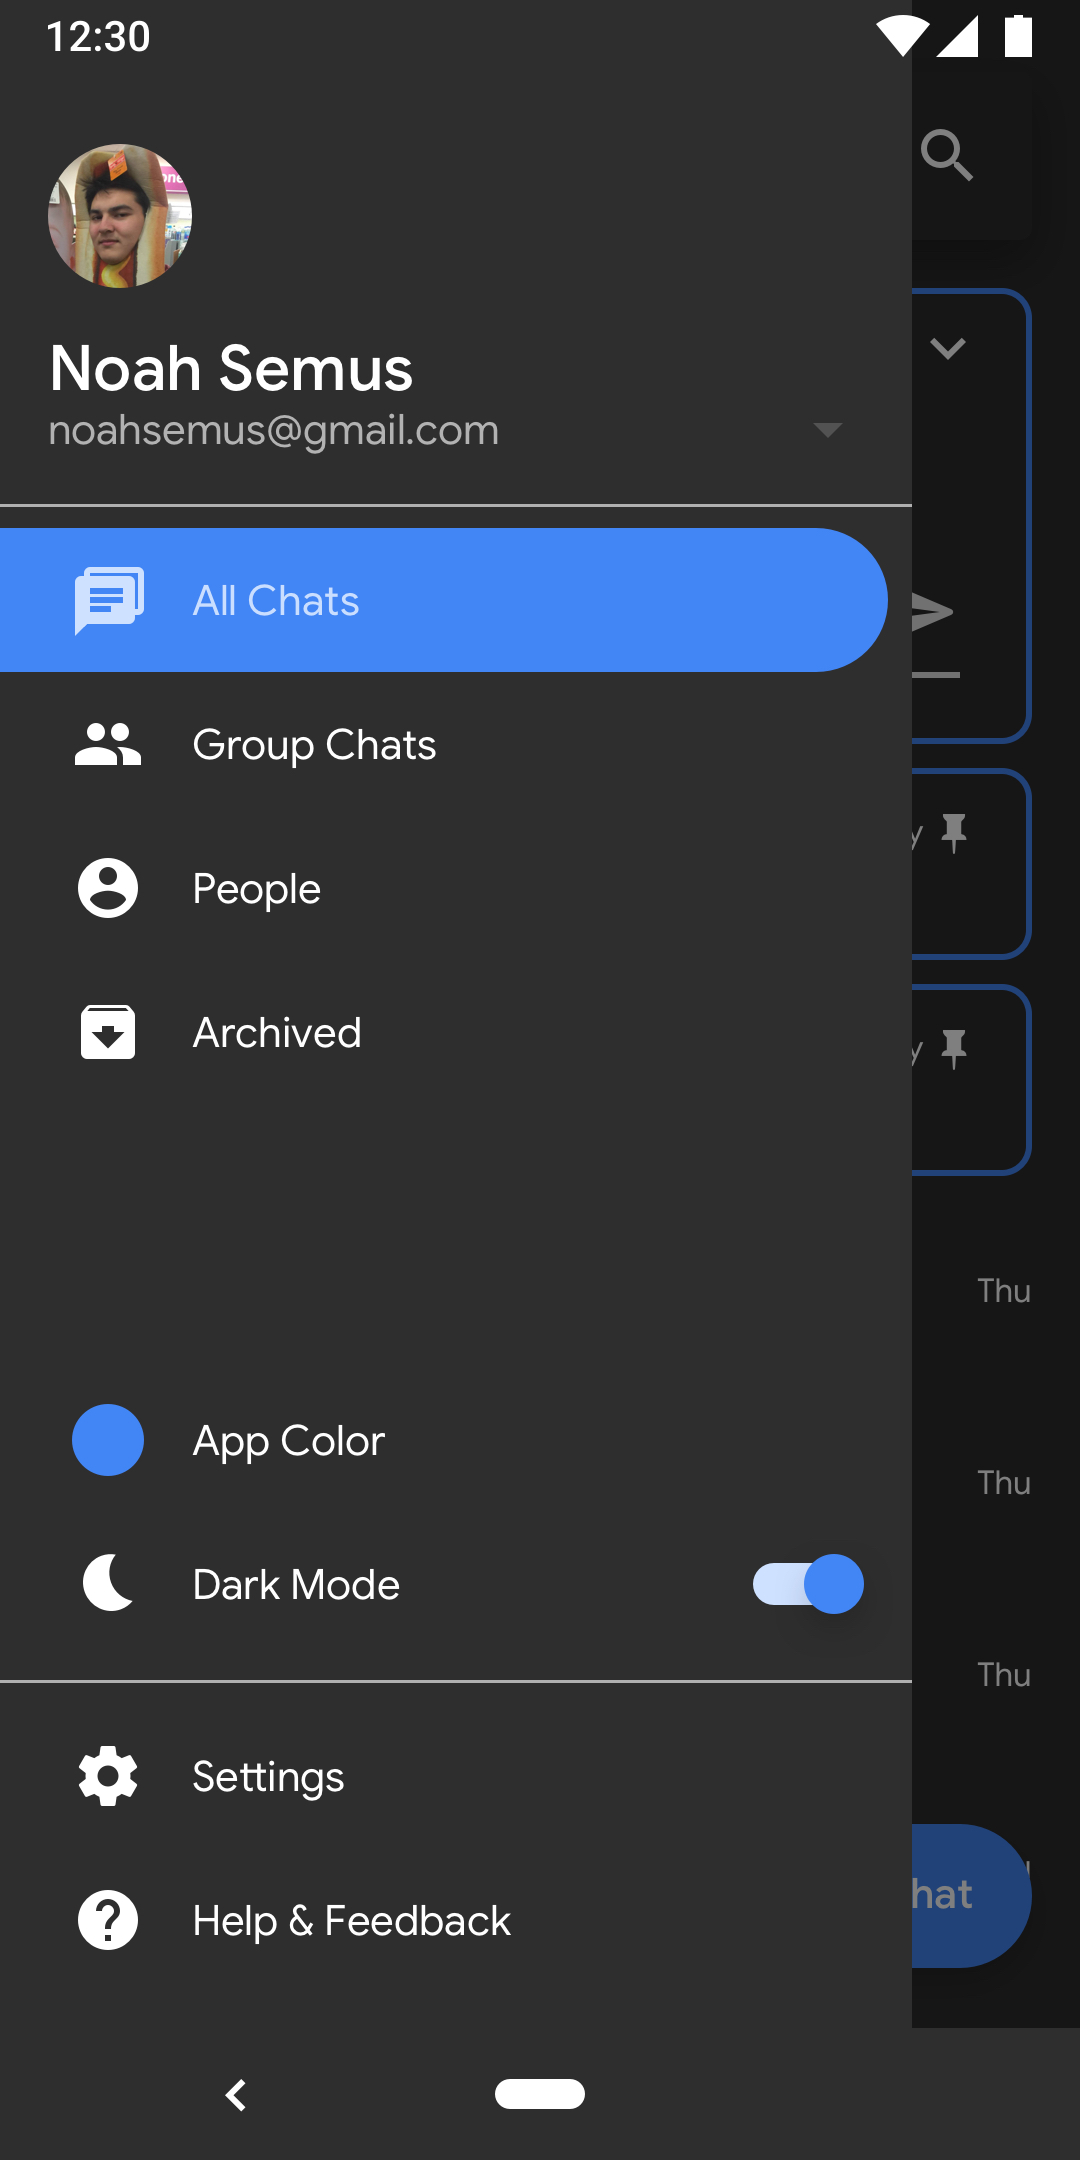 12:30
Noah Semus
noahsemus@gmail.com
All Chats
Group Chats
People
Archived
Thu
App Color
Thu
Dark Mode
Thu
Settings
hat
Help & Feedback